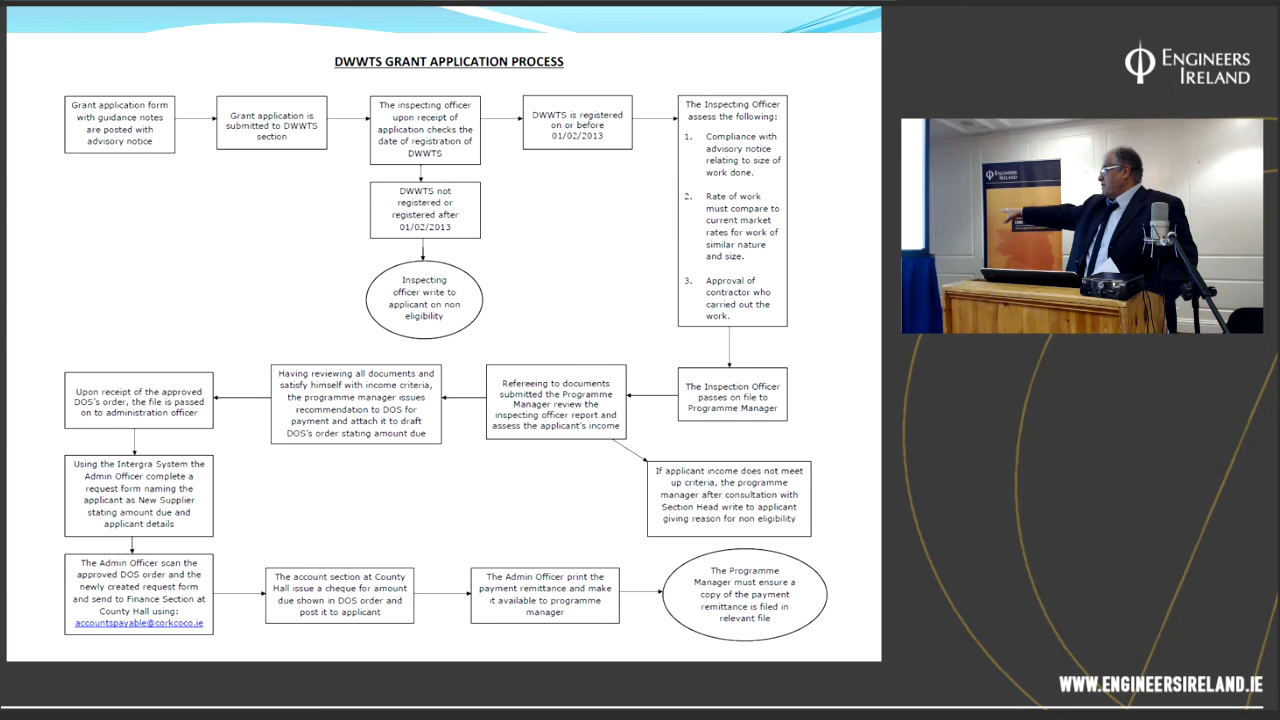 DWWTS GRANT APPLICATION PROCESS
Grant application form
with guidance notes
are posted with
advisory notice
Grant application is
submitted to DWWTS
section
The inspecting officer
upon receipt of
application checks the
date of registration of
DWWTS
DWWTS is registered
on or before
01/02/2013
The Inspecting Officer
assess the following:
1. Compliance with
advisory notice
relating to size of
work done.
2. Rate of work
must compare to
current market
rates for work of
similar nature
and size.
3. Approval of
contractor who
carried out the
work.
DWWTS not
registered or
registered after
01/02/2013
Inspecting
officer write to
applicant on non
eligibility
The Inspection Officer
passes on file to
Programme Manager
Refereeing to documents
submitted the Programme
Manager review the
inspecting officer report and
assess the applicant's income
Having reviewing all documents and
satisfy himself with income criteria,
the programme manager issues
recommendation to DOS for
payment and attach it to draft
DOS's order stating amount due
Upon receipt of the approved
DOS's order, the file is passed
on to administration officer
If applicant income does not meet
up criteria, the programme
manager after consultation with
Section Head write to applicant
giving reason for non eligibility
Using the Intergra System the
Admin Officer complete a
request form naming the
applicant as New Supplier
stating amount due and
applicant details
The Admin Officer scan the
approved DOS order and the
newly created request form
and send to Finance Section at
County Hall using:
accountspayable@corkcoco.ie
The account section at County
Hall issue a cheque for amount
due shown in DOS order and
post it to applicant
The Admin Officer print the
payment remittance and make
it available to programme
manager
The Programme
Manager must ensure a
copy of the payment
remittance is filed in
relevant file
ENGINEERS
IRELAND
ENGINEERS
IRELAND
WWW.ENGINEERSIRELAND.IE